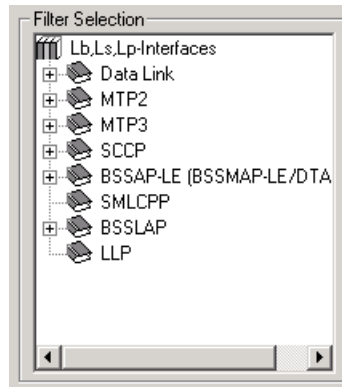 Filter Selection
Lb,Ls,Lp-Interfaces
Data Link
MTP2
MTP3
SCCP
BSSAP-LE (BSSMAP-LE/DTA
SMLCPP
BSSLAP
LLP